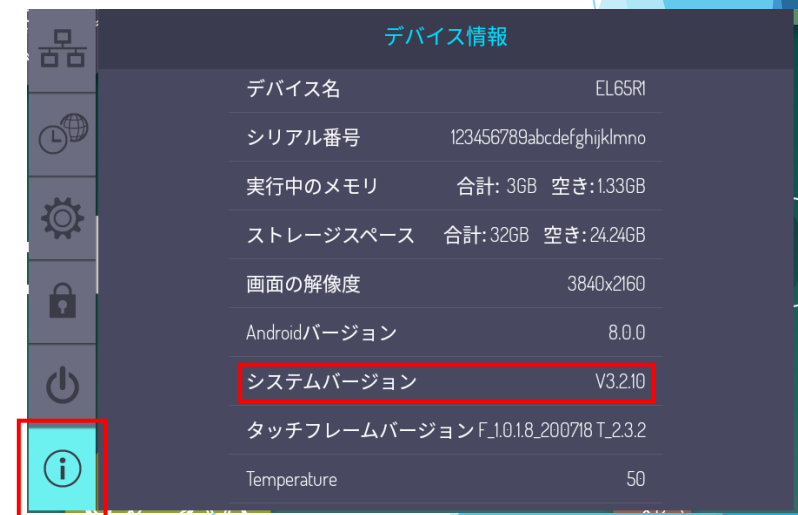 デバイス情報
デバイス名 EL65R1
シリアル番号 123456789abcdefghijklmno
実行中のメモリ 合計: 3GB 空き:1.33GB
ストレージスペース 合計:32GB 空き:24.24GB
画面の解像度 3840x2160
Androidバージョン 8.0.0
システムバージョン V3.2.10
タッチフレームバージョン F_1.0.1.8_200718 T_2.3.2
Temperature 50